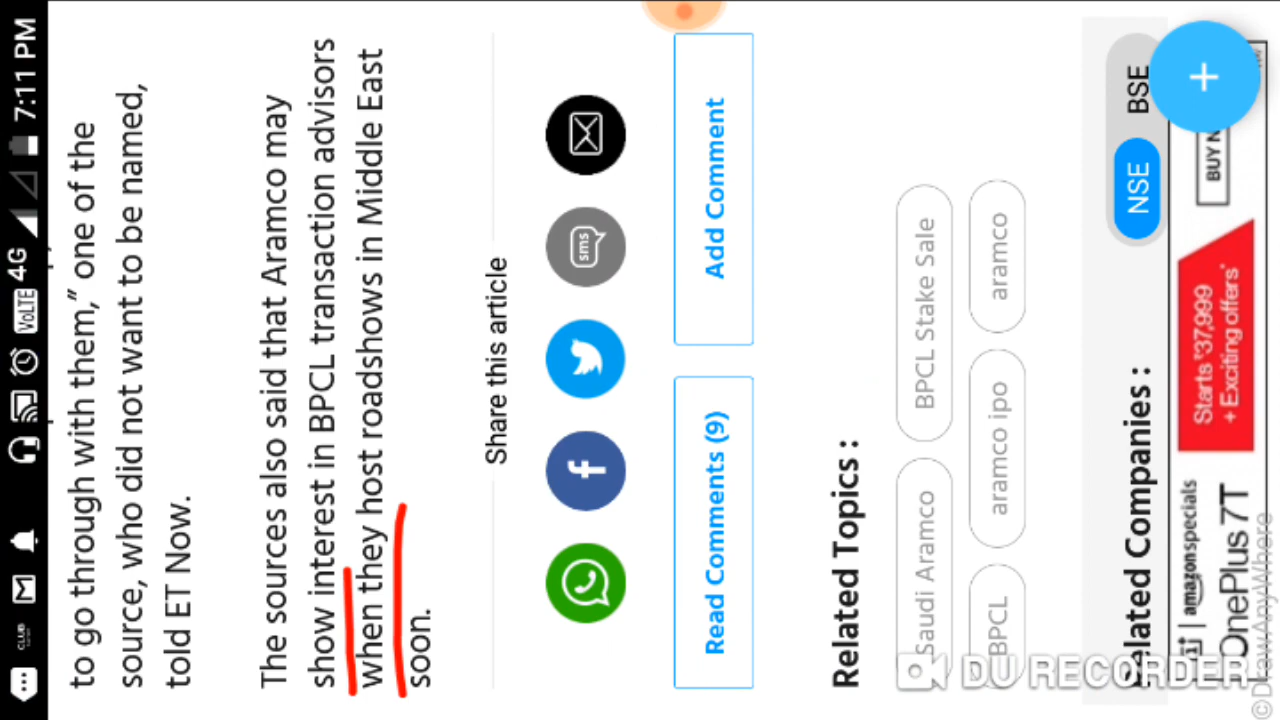 VoLTE 4G 7:11 PM
to go through with them,” one of the
source, who did not want to be named,
told ET Now.
The sources also said that Aramco may
show interest in BPCL transaction advisors
when they host roadshows in Middle East
soon.
Share this article
sms
Read Comments (9)
Add Comment
Related Topics :
Saudi Aramco
BPCL Stake Sale
BPCL
aramco ipo
aramco
Related Companies :
NSE
BSE
amazonspecials
OnePlus 7T
Starts ₹37,999
+ Exciting offers*
BUY N
DU RECORDER
©DrawAnyWhere